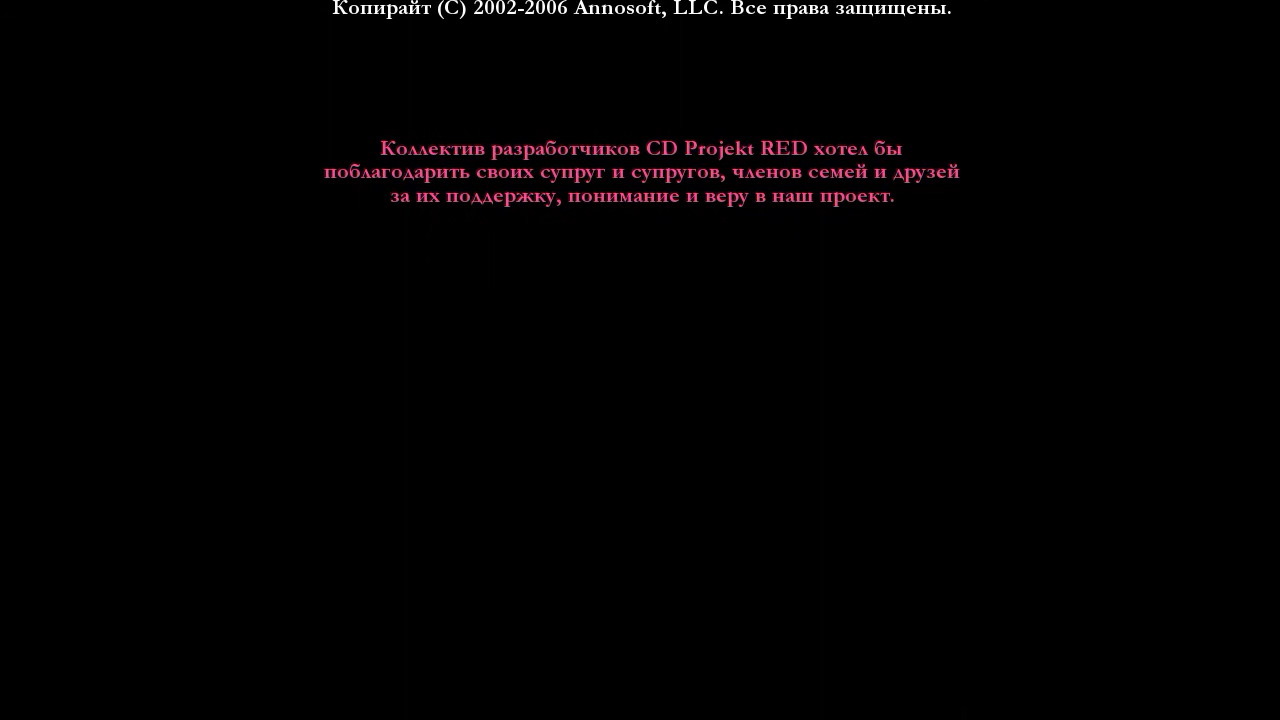 Копирайт (C) 2002-2006 Annosoft, LLC. Все права защищены.
Коллектив разработчиков CD Projekt RED хотел бы
поблагодарить своих супруг и супругов, членов семей и друзей
за их поддержку, понимание и веру в наш проект.